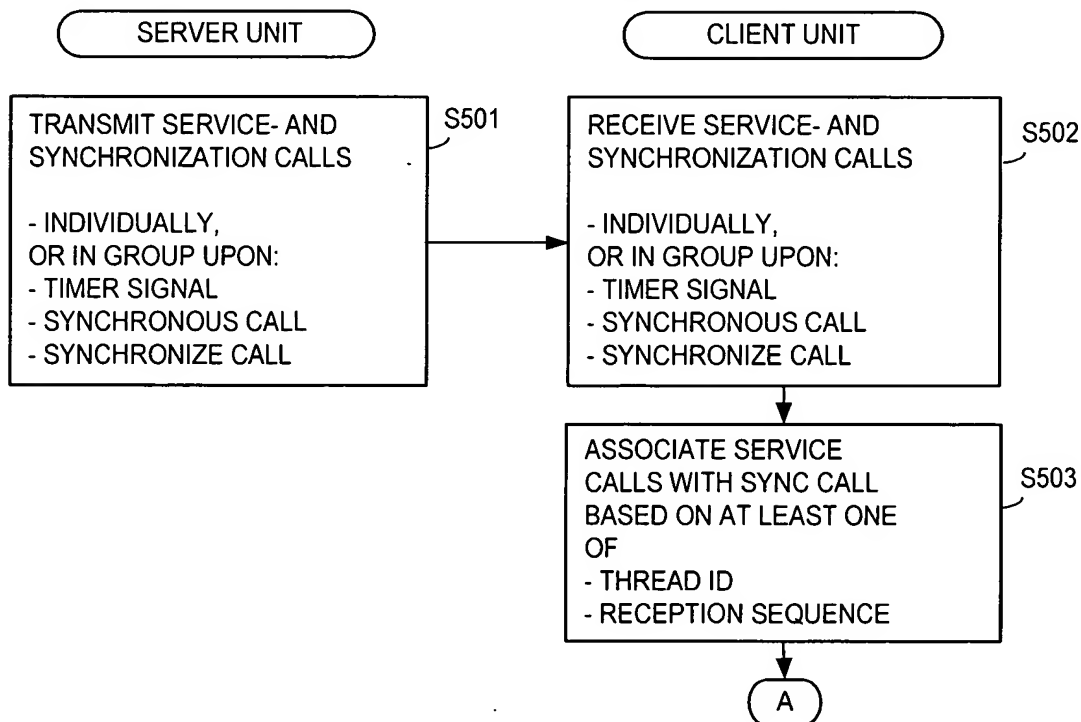 SERVER UNIT
CLIENT UNIT
TRANSMIT SERVICE- AND
SYNCHRONIZATION CALLS
- INDIVIDUALLY,
OR IN GROUP UPON:
- TIMER SIGNAL
- SYNCHRONOUS CALL
- SYNCHRONIZE CALL
S501
RECEIVE SERVICE- AND
SYNCHRONIZATION CALLS
- INDIVIDUALLY,
OR IN GROUP UPON:
- TIMER SIGNAL
- SYNCHRONOUS CALL
- SYNCHRONIZE CALL
S502
ASSOCIATE SERVICE
CALLS WITH SYNC CALL
BASED ON AT LEAST ONE
OF
- THREAD ID
- RECEPTION SEQUENCE
S503
A